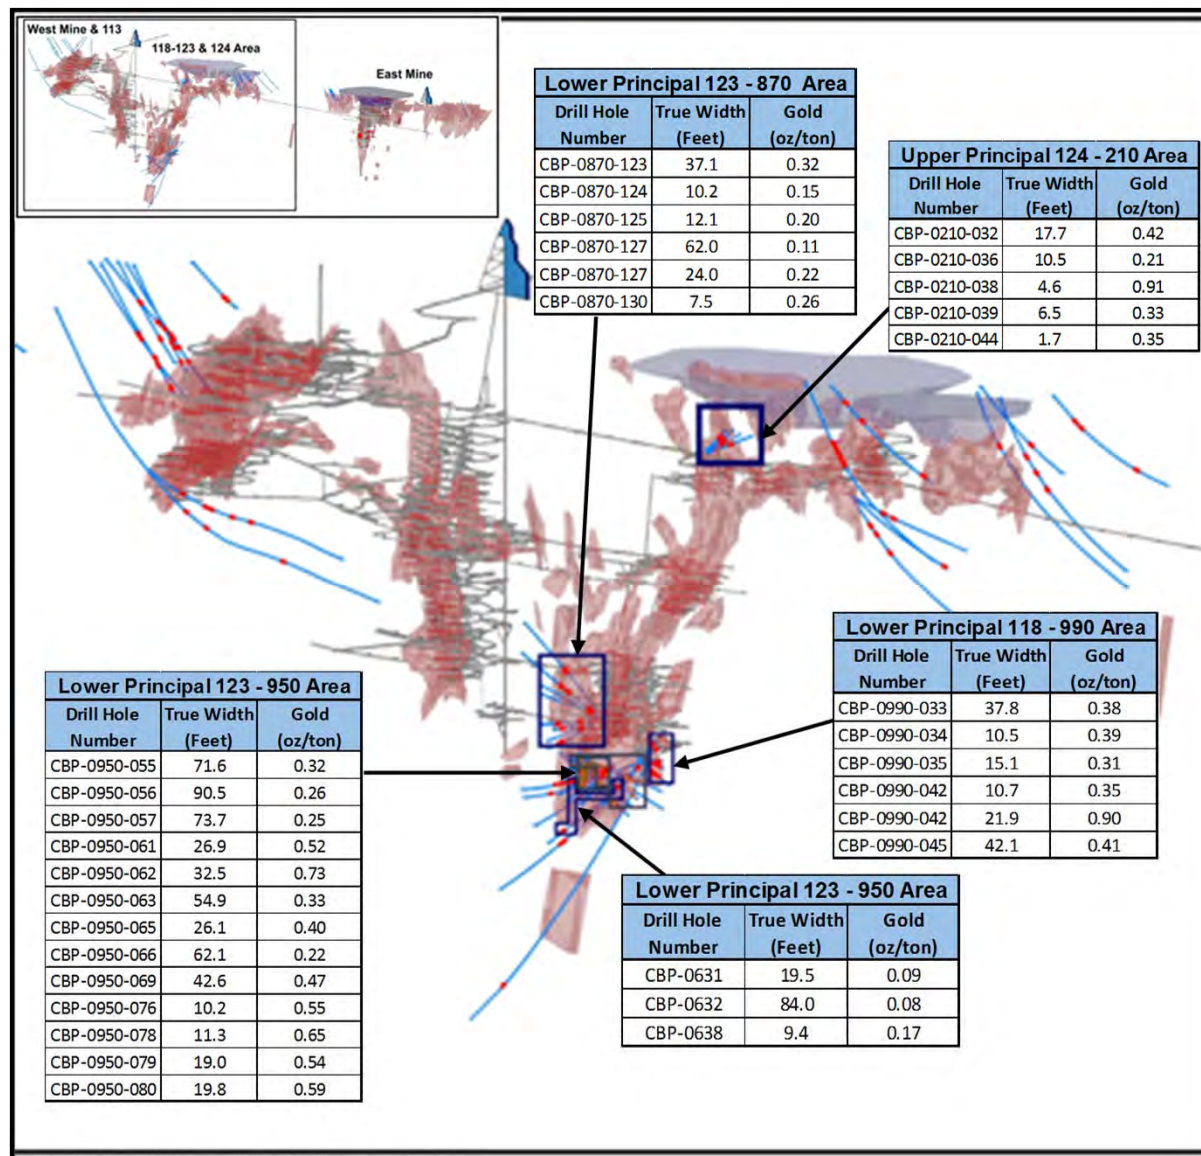 West Mine & 113
118-123 & 124 Area
East Mine
Lower Principal 123 - 870 Area
Drill Hole Number True Width (Feet) Gold (oz/ton)
CBP-0870-123 37.1 0.32
CBP-0870-124 10.2 0.15
CBP-0870-125 12.1 0.20
CBP-0870-127 62.0 0.11
CBP-0870-127 24.0 0.22
CBP-0870-130 7.5 0.26
Upper Principal 124 - 210 Area
Drill Hole Number True Width (Feet) Gold (oz/ton)
CBP-0210-032 17.7 0.42
CBP-0210-036 10.5 0.21
CBP-0210-038 4.6 0.91
CBP-0210-039 6.5 0.33
CBP-0210-044 1.7 0.35
Lower Principal 118 - 990 Area
Drill Hole Number True Width (Feet) Gold (oz/ton)
CBP-0990-033 37.8 0.38
CBP-0990-034 10.5 0.39
CBP-0990-035 15.1 0.31
CBP-0990-042 10.7 0.35
CBP-0990-042 21.9 0.90
CBP-0990-045 42.1 0.41
Lower Principal 123 - 950 Area
Drill Hole Number True Width (Feet) Gold (oz/ton)
CBP-0950-055 71.6 0.32
CBP-0950-056 90.5 0.26
CBP-0950-057 73.7 0.25
CBP-0950-061 26.9 0.52
CBP-0950-062 32.5 0.73
CBP-0950-063 54.9 0.33
CBP-0950-065 26.1 0.40
CBP-0950-066 62.1 0.22
CBP-0950-069 42.6 0.47
CBP-0950-076 10.2 0.55
CBP-0950-078 11.3 0.65
CBP-0950-079 19.0 0.54
CBP-0950-080 19.8 0.59
Lower Principal 123 - 950 Area
Drill Hole Number True Width (Feet) Gold (oz/ton)
CBP-0631 19.5 0.09
CBP-0632 84.0 0.08
CBP-0638 9.4 0.17